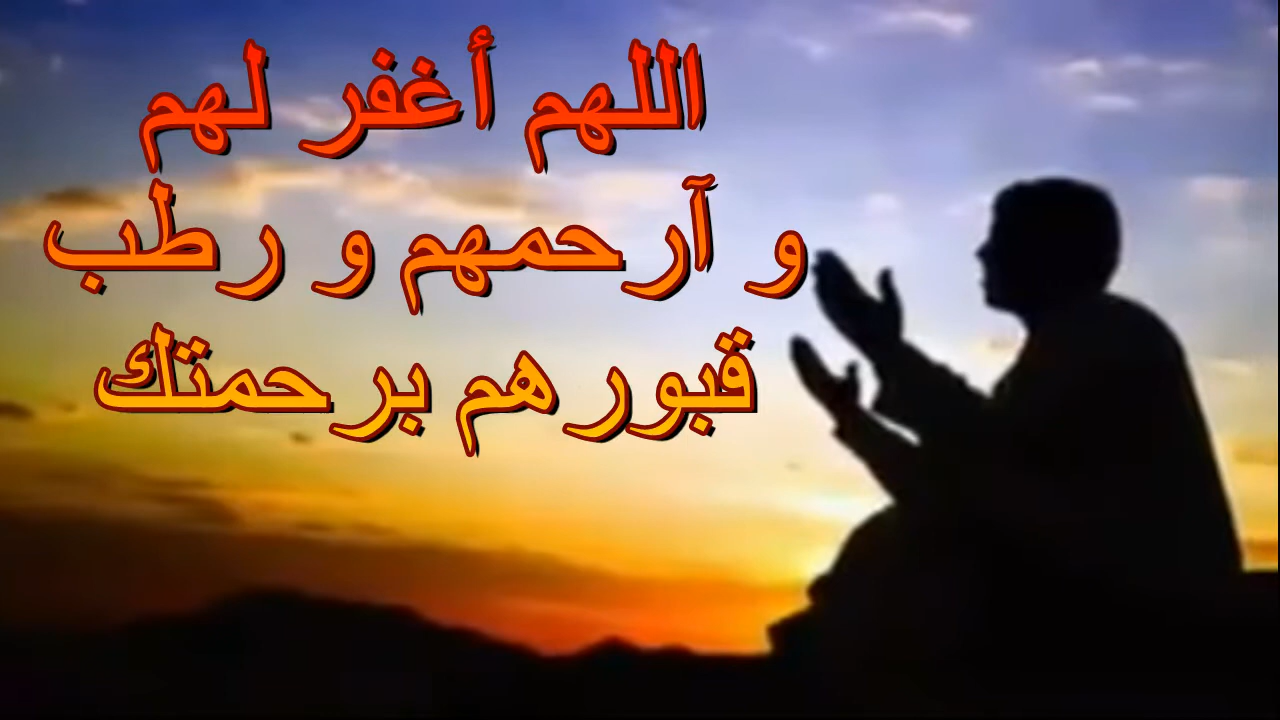 اللهم أغفر لهم
و آرحمهم و رطب
قبورهم برحمتك